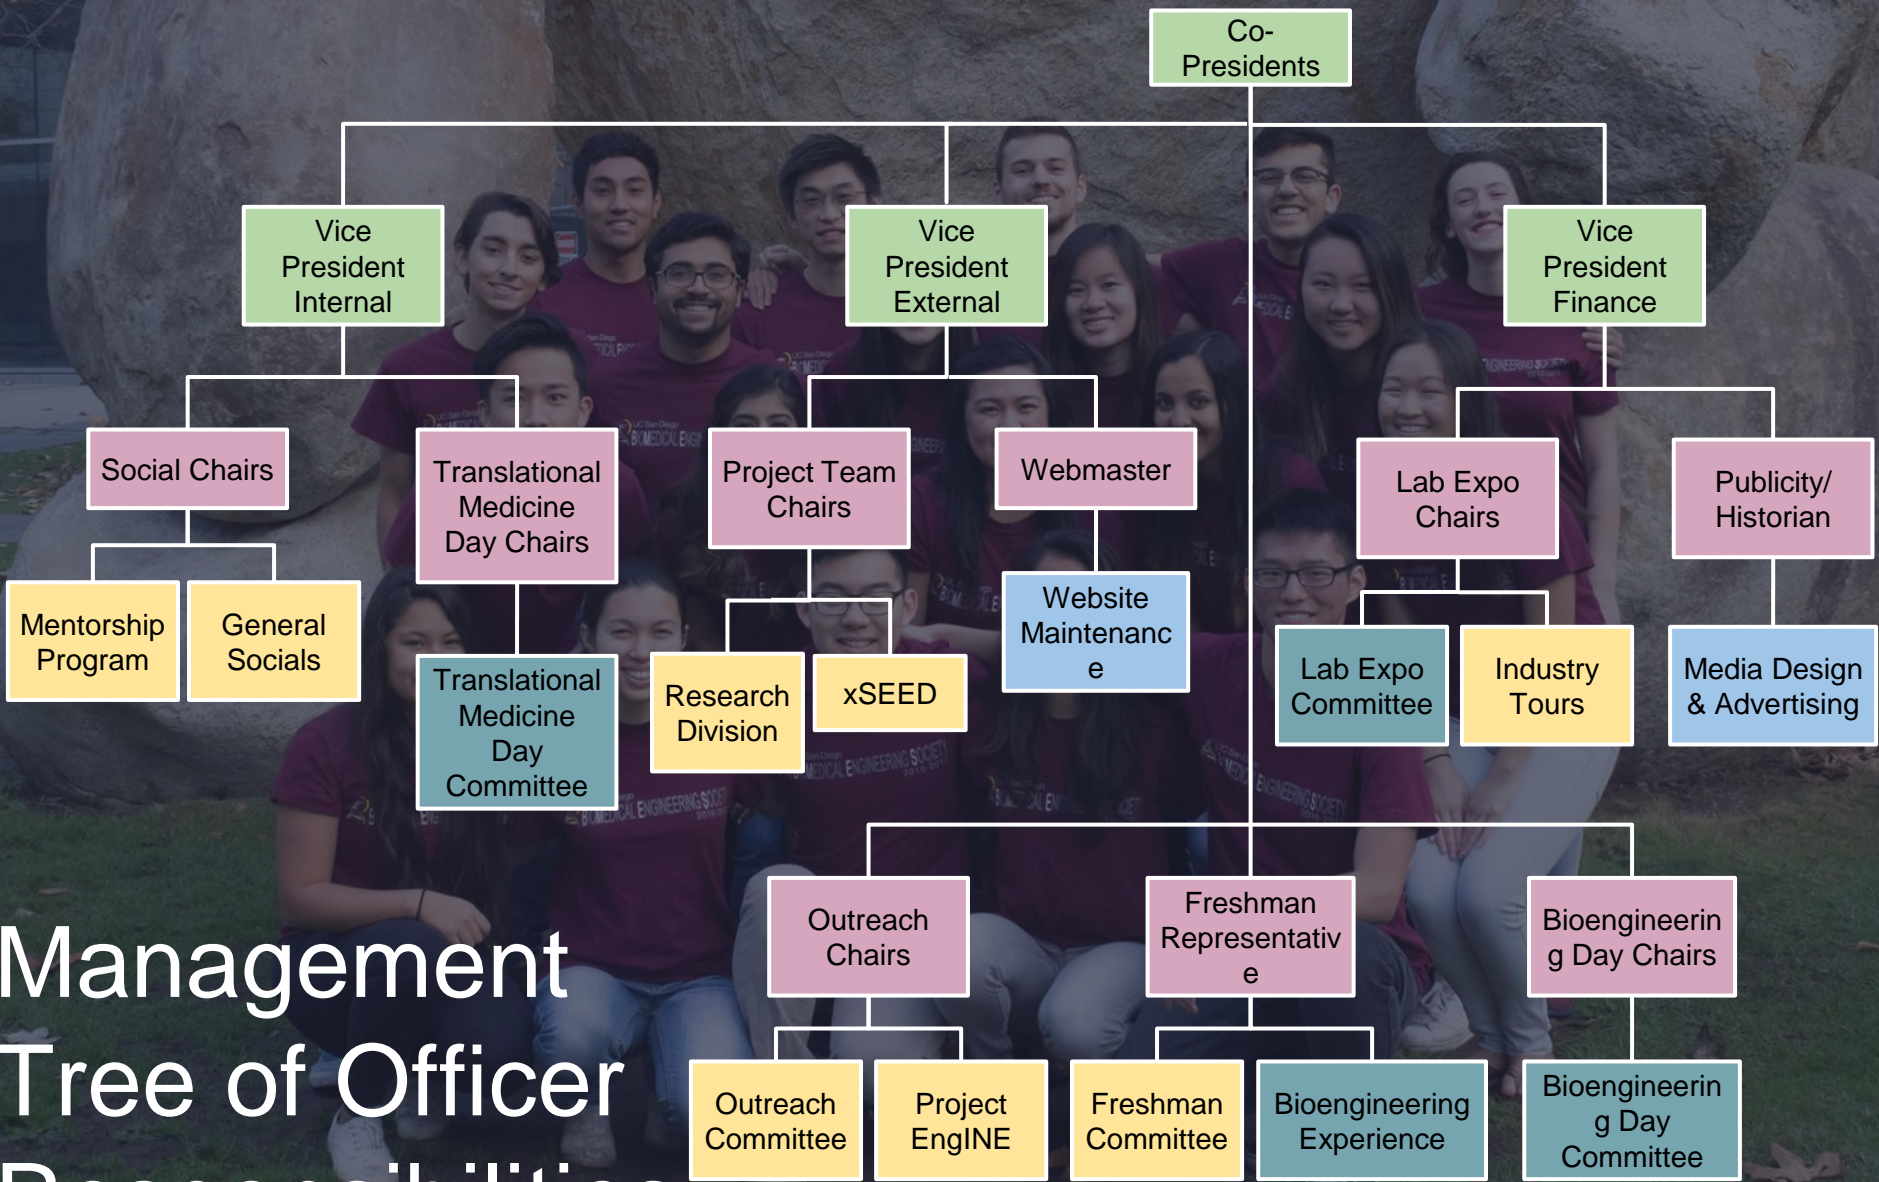 Co-
Presidents
Vice
President
Internal
Vice
President
External
Vice
President
Finance
Social Chairs
Translational
Medicine
Day Chairs
Project Team
Chairs
Webmaster
Lab Expo
Chairs
Publicity/
Historian
Mentorship
Program
General
Socials
Translational
Medicine
Day
Committee
Research
Division
xSEED
Website
Maintenanc
e
Lab Expo
Committee
Industry
Tours
Media Design
& Advertising
Outreach
Chairs
Freshman
Representativ
e
Bioengineerin
g Day Chairs
Outreach
Committee
Project
EngINE
Freshman
Committee
Bioengineering
Experience
Bioengineerin
g Day
Committee
Management
Tree of Officer
Responsibilities